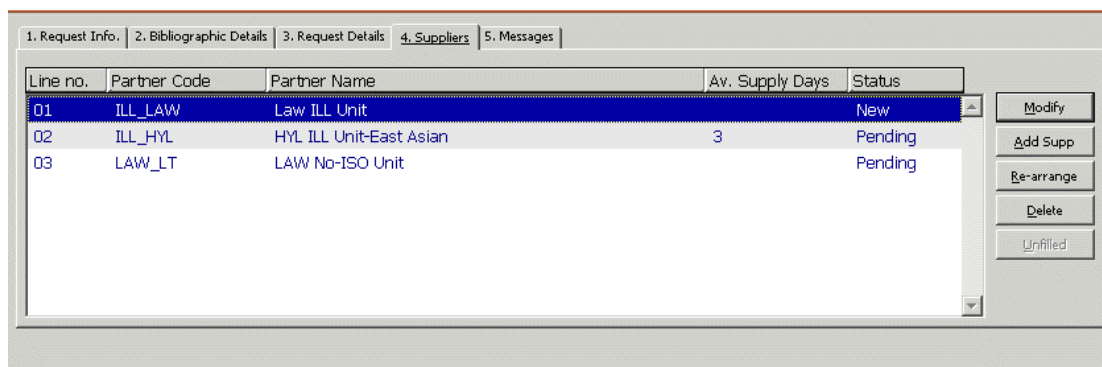 1. Request Info. 2. Bibliographic Details 3. Request Details 4. Suppliers 5. Messages
Line no. Partner Code Partner Name Av. Supply Days Status
01 ILL_LAW Law ILL Unit New
02 ILL_HYL HYL ILL Unit-East Asian 3 Pending
03 LAW_LT LAW No-ISO Unit Pending
Modify
Add Supp
Re-arrange
Delete
Unfilled